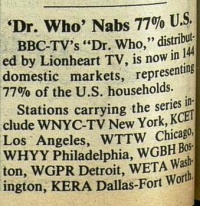 'Dr. Who' Nabs 77% U.S.
BBC-TV's "Dr. Who," distribut-
ed by Lionheart TV, is now in 144
domestic markets, representing
77% of the U.S. households.
Stations carrying the series in-
clude WNYC-TV New York, KCET
Los Angeles, WTTW Chicago,
WHYY Philadelphia, WGBH Bos-
ton, WGPR Detroit, WETA Wash-
ington, KERA Dallas-Fort Worth.